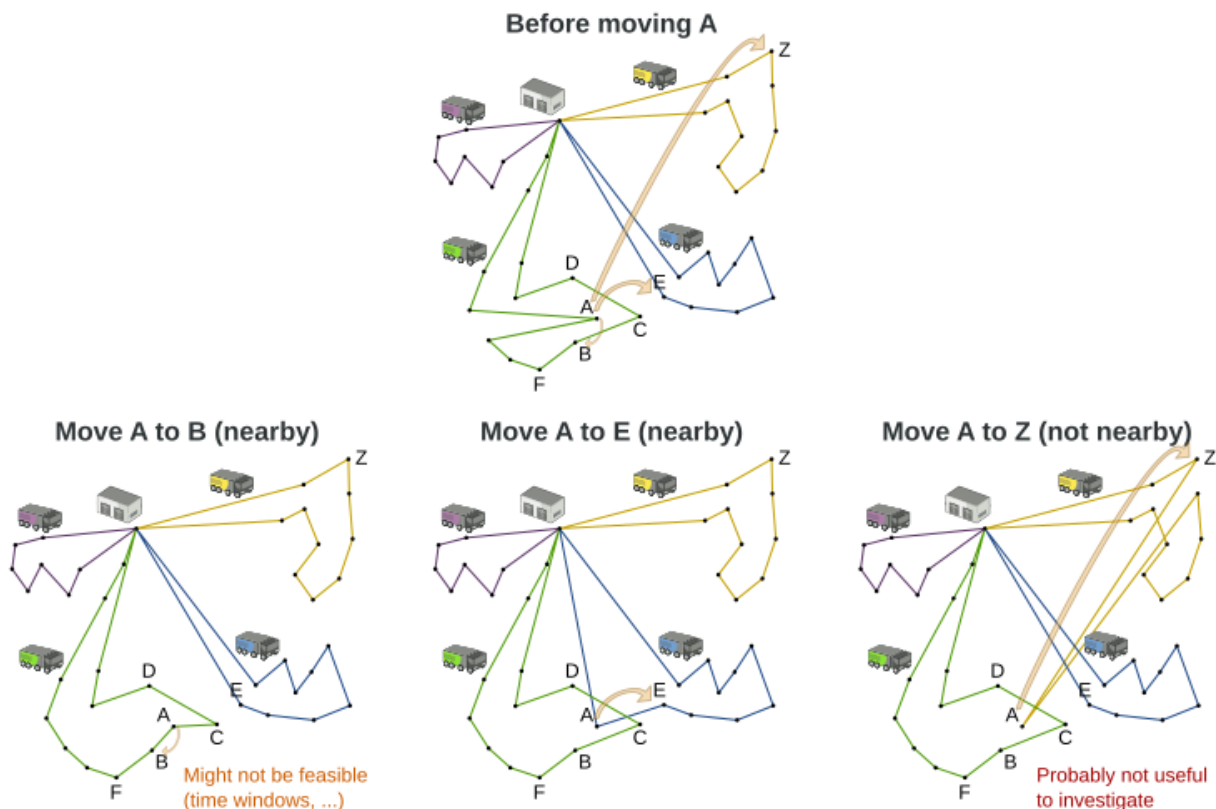 Before moving A
Z
D
E
A
C
B
F
Move A to B (nearby)
Z
D
E
A
C
B
F
Might not be feasible
(time windows, ...)
Move A to E (nearby)
Z
D
E
A
C
B
F
Move A to Z (not nearby)
Z
D
E
A
C
B
F
Probably not useful
to investigate